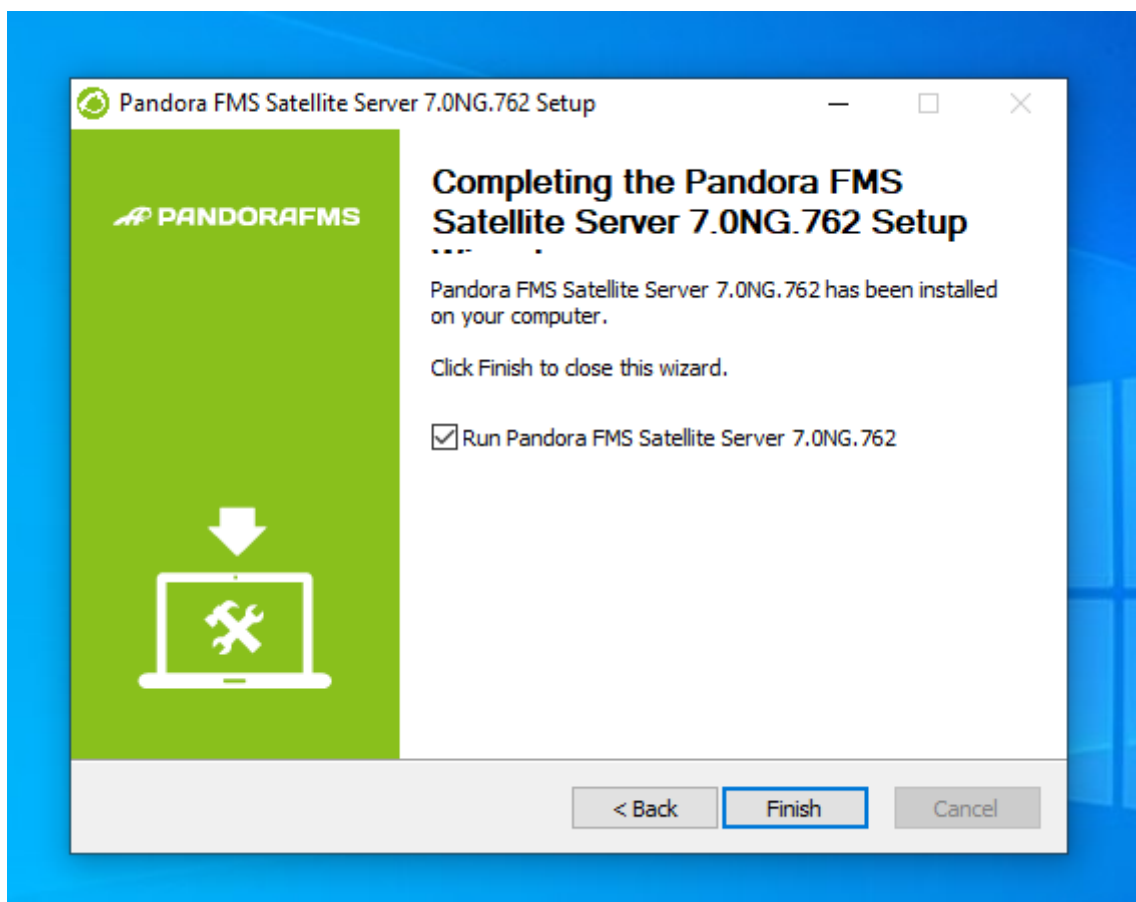 Pandora FMS Satellite Server 7.0NG.762 Setup
PANDORAFMS
Completing the Pandora FMS
Satellite Server 7.0NG.762 Setup
Pandora FMS Satellite Server 7.0NG.762 has been installed
on your computer.
Click Finish to close this wizard.
Run Pandora FMS Satellite Server 7.0NG.762
< Back
Finish
Cancel